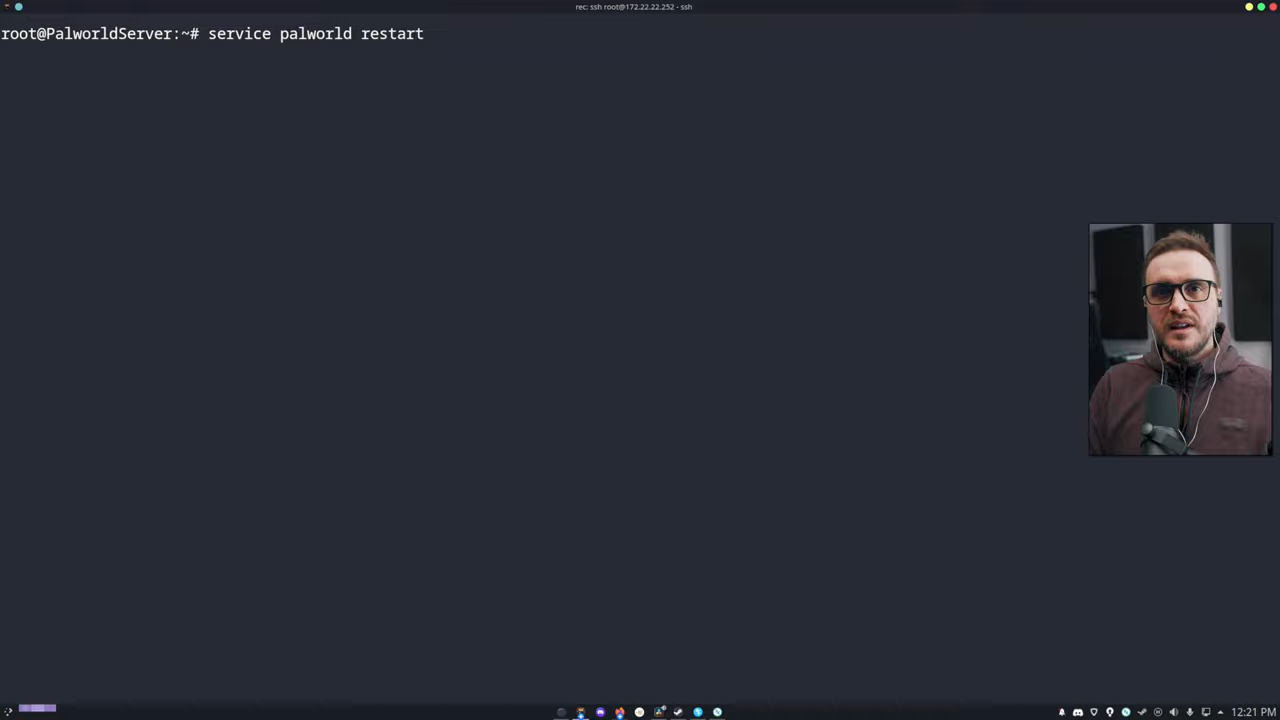 rec: ssh root@172.22.22.252 - ssh
root@PalworldServer:~# service palworld restart
12:21 PM